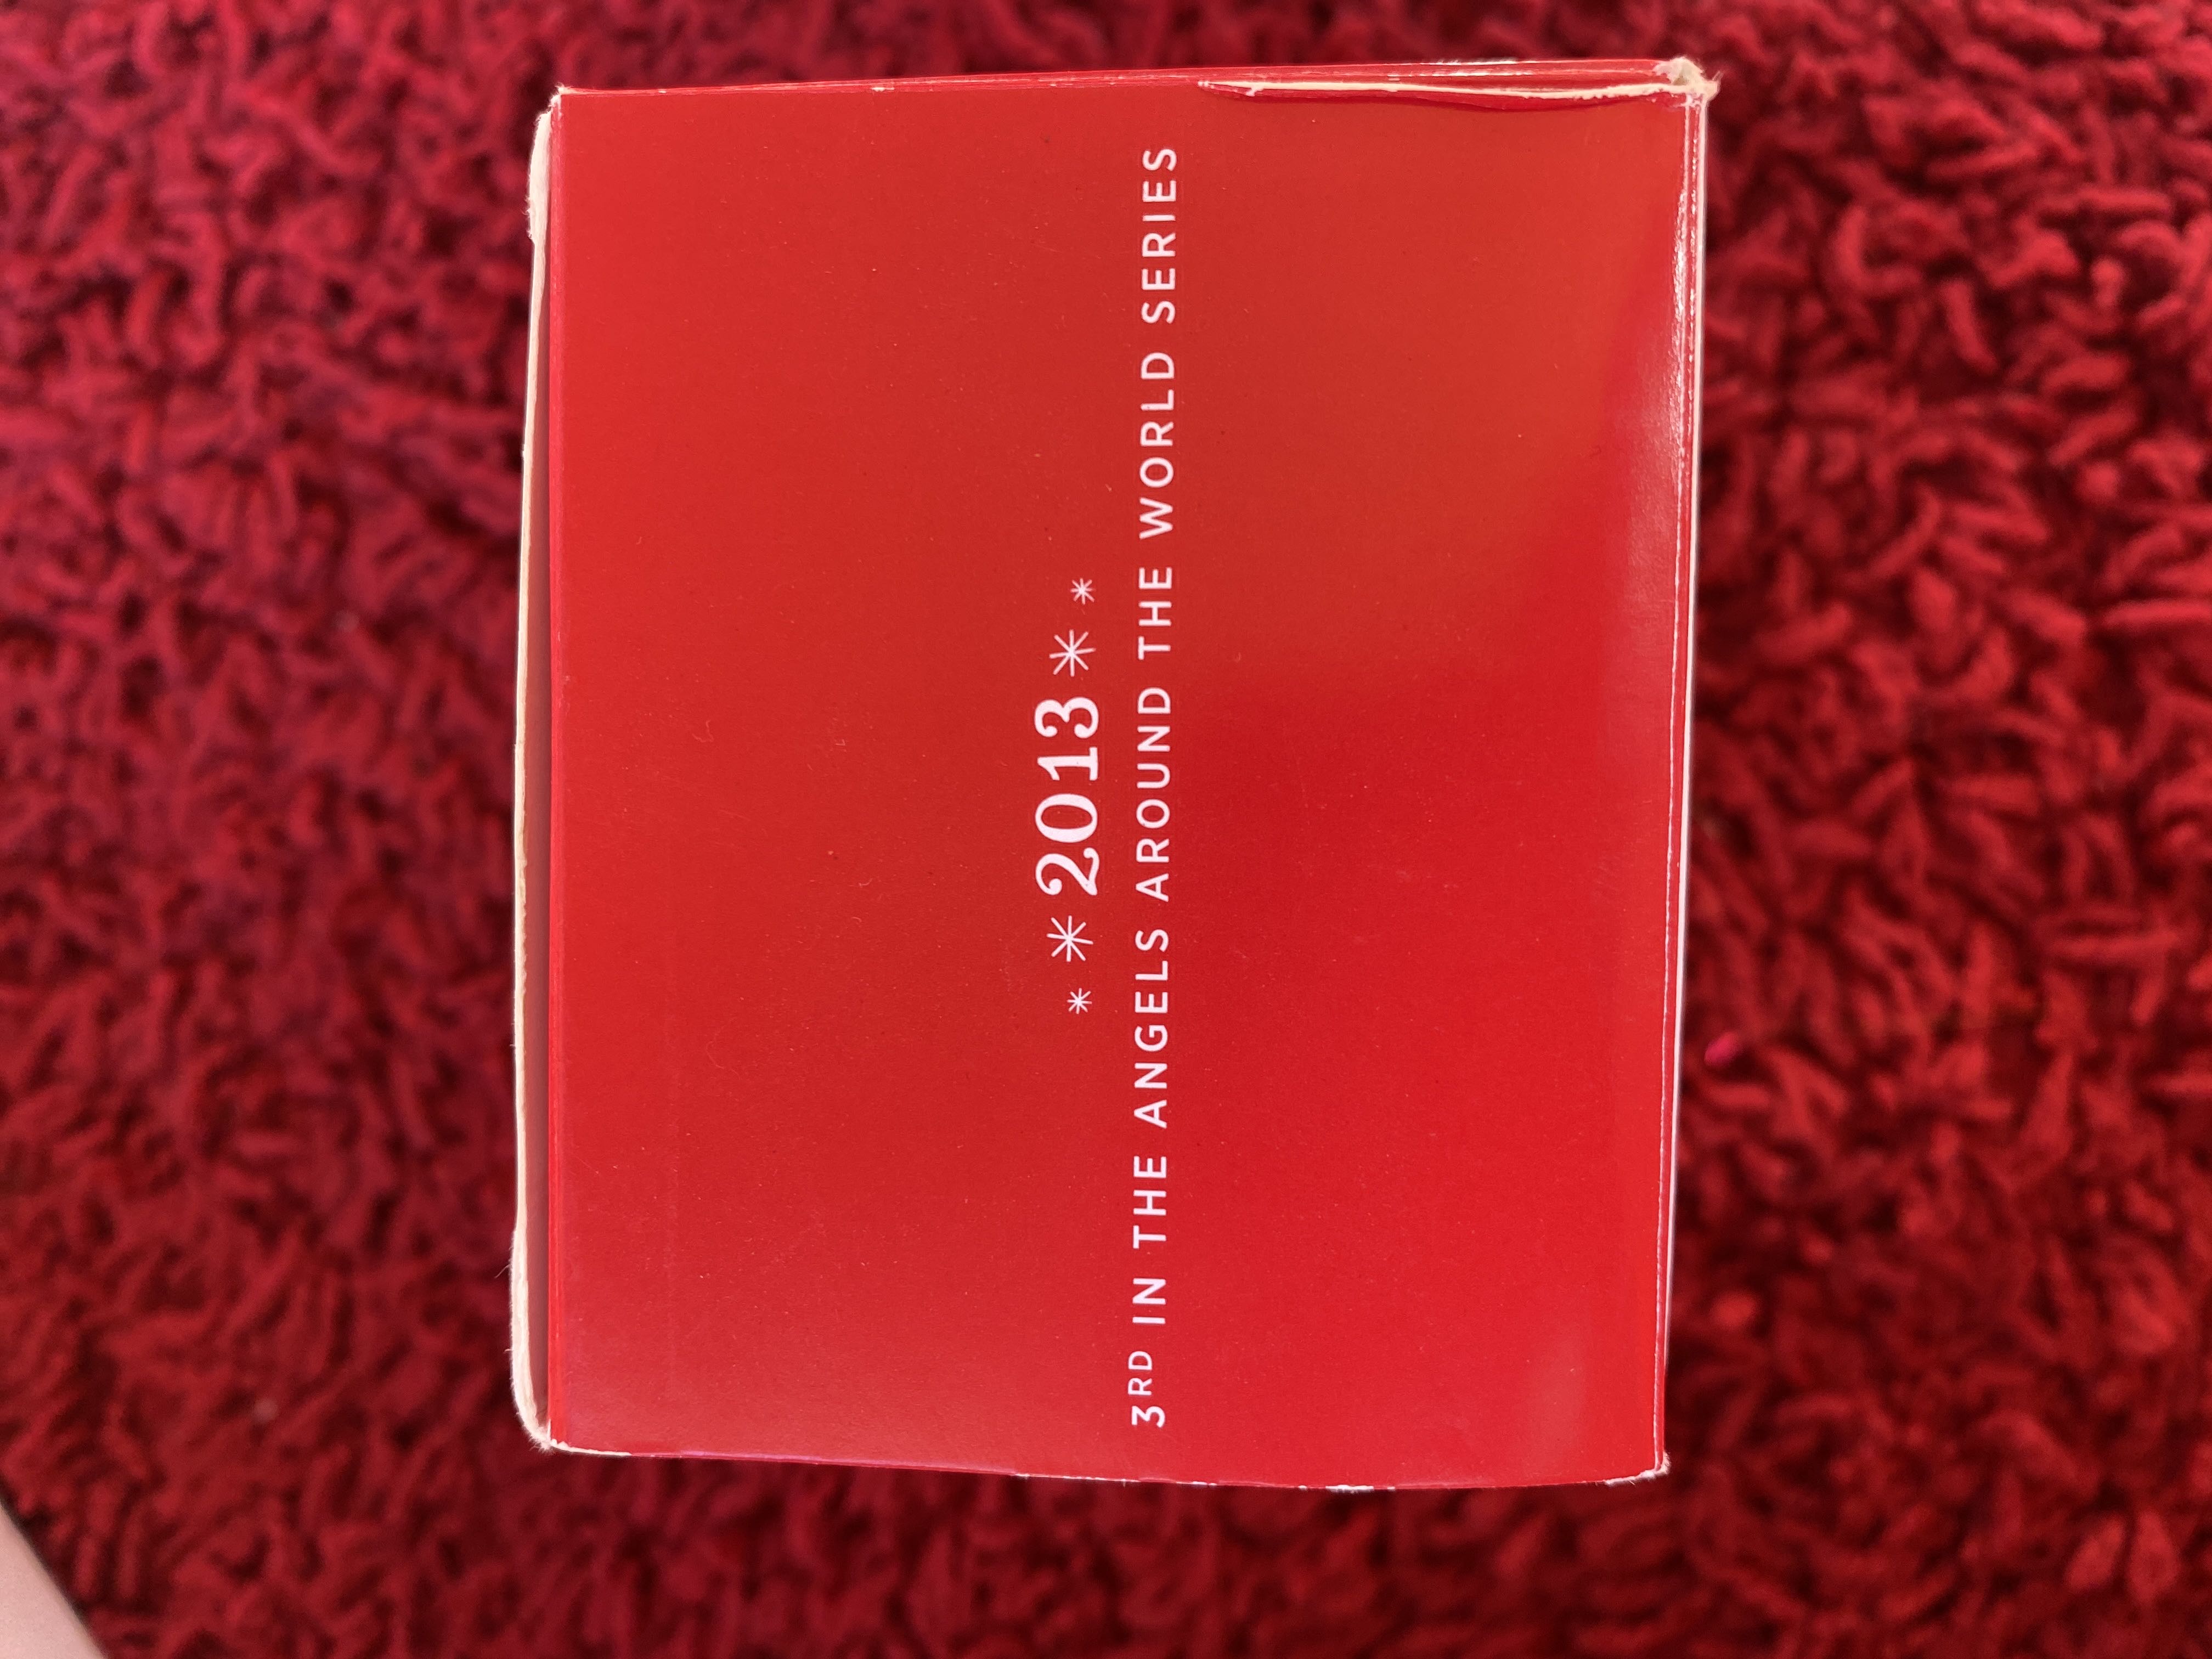 * * 2013 * *
3RD IN THE ANGELS AROUND THE WORLD SERIES